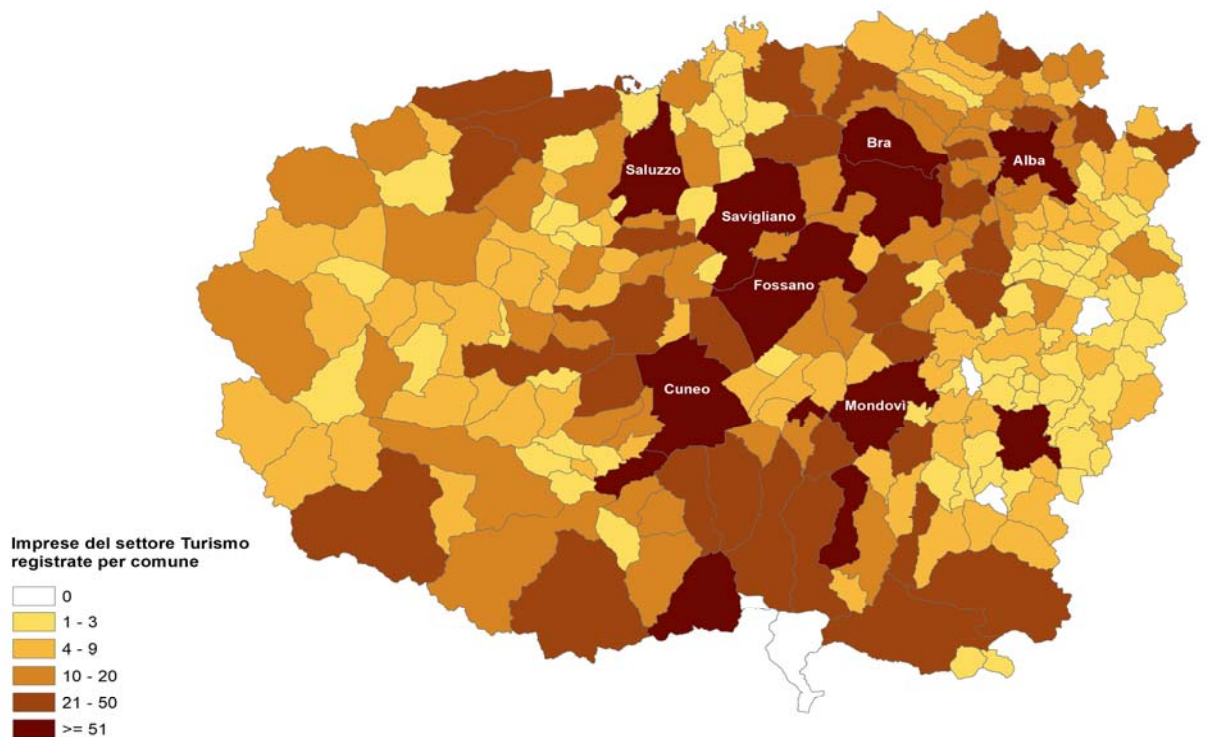 Bra
Alba
Saluzzo
Savigliano
Fossano
Cuneo
Mondovì
Imprese del settore Turismo
registrate per comune
0
1 - 3
4 - 9
10 - 20
21 - 50
>= 51